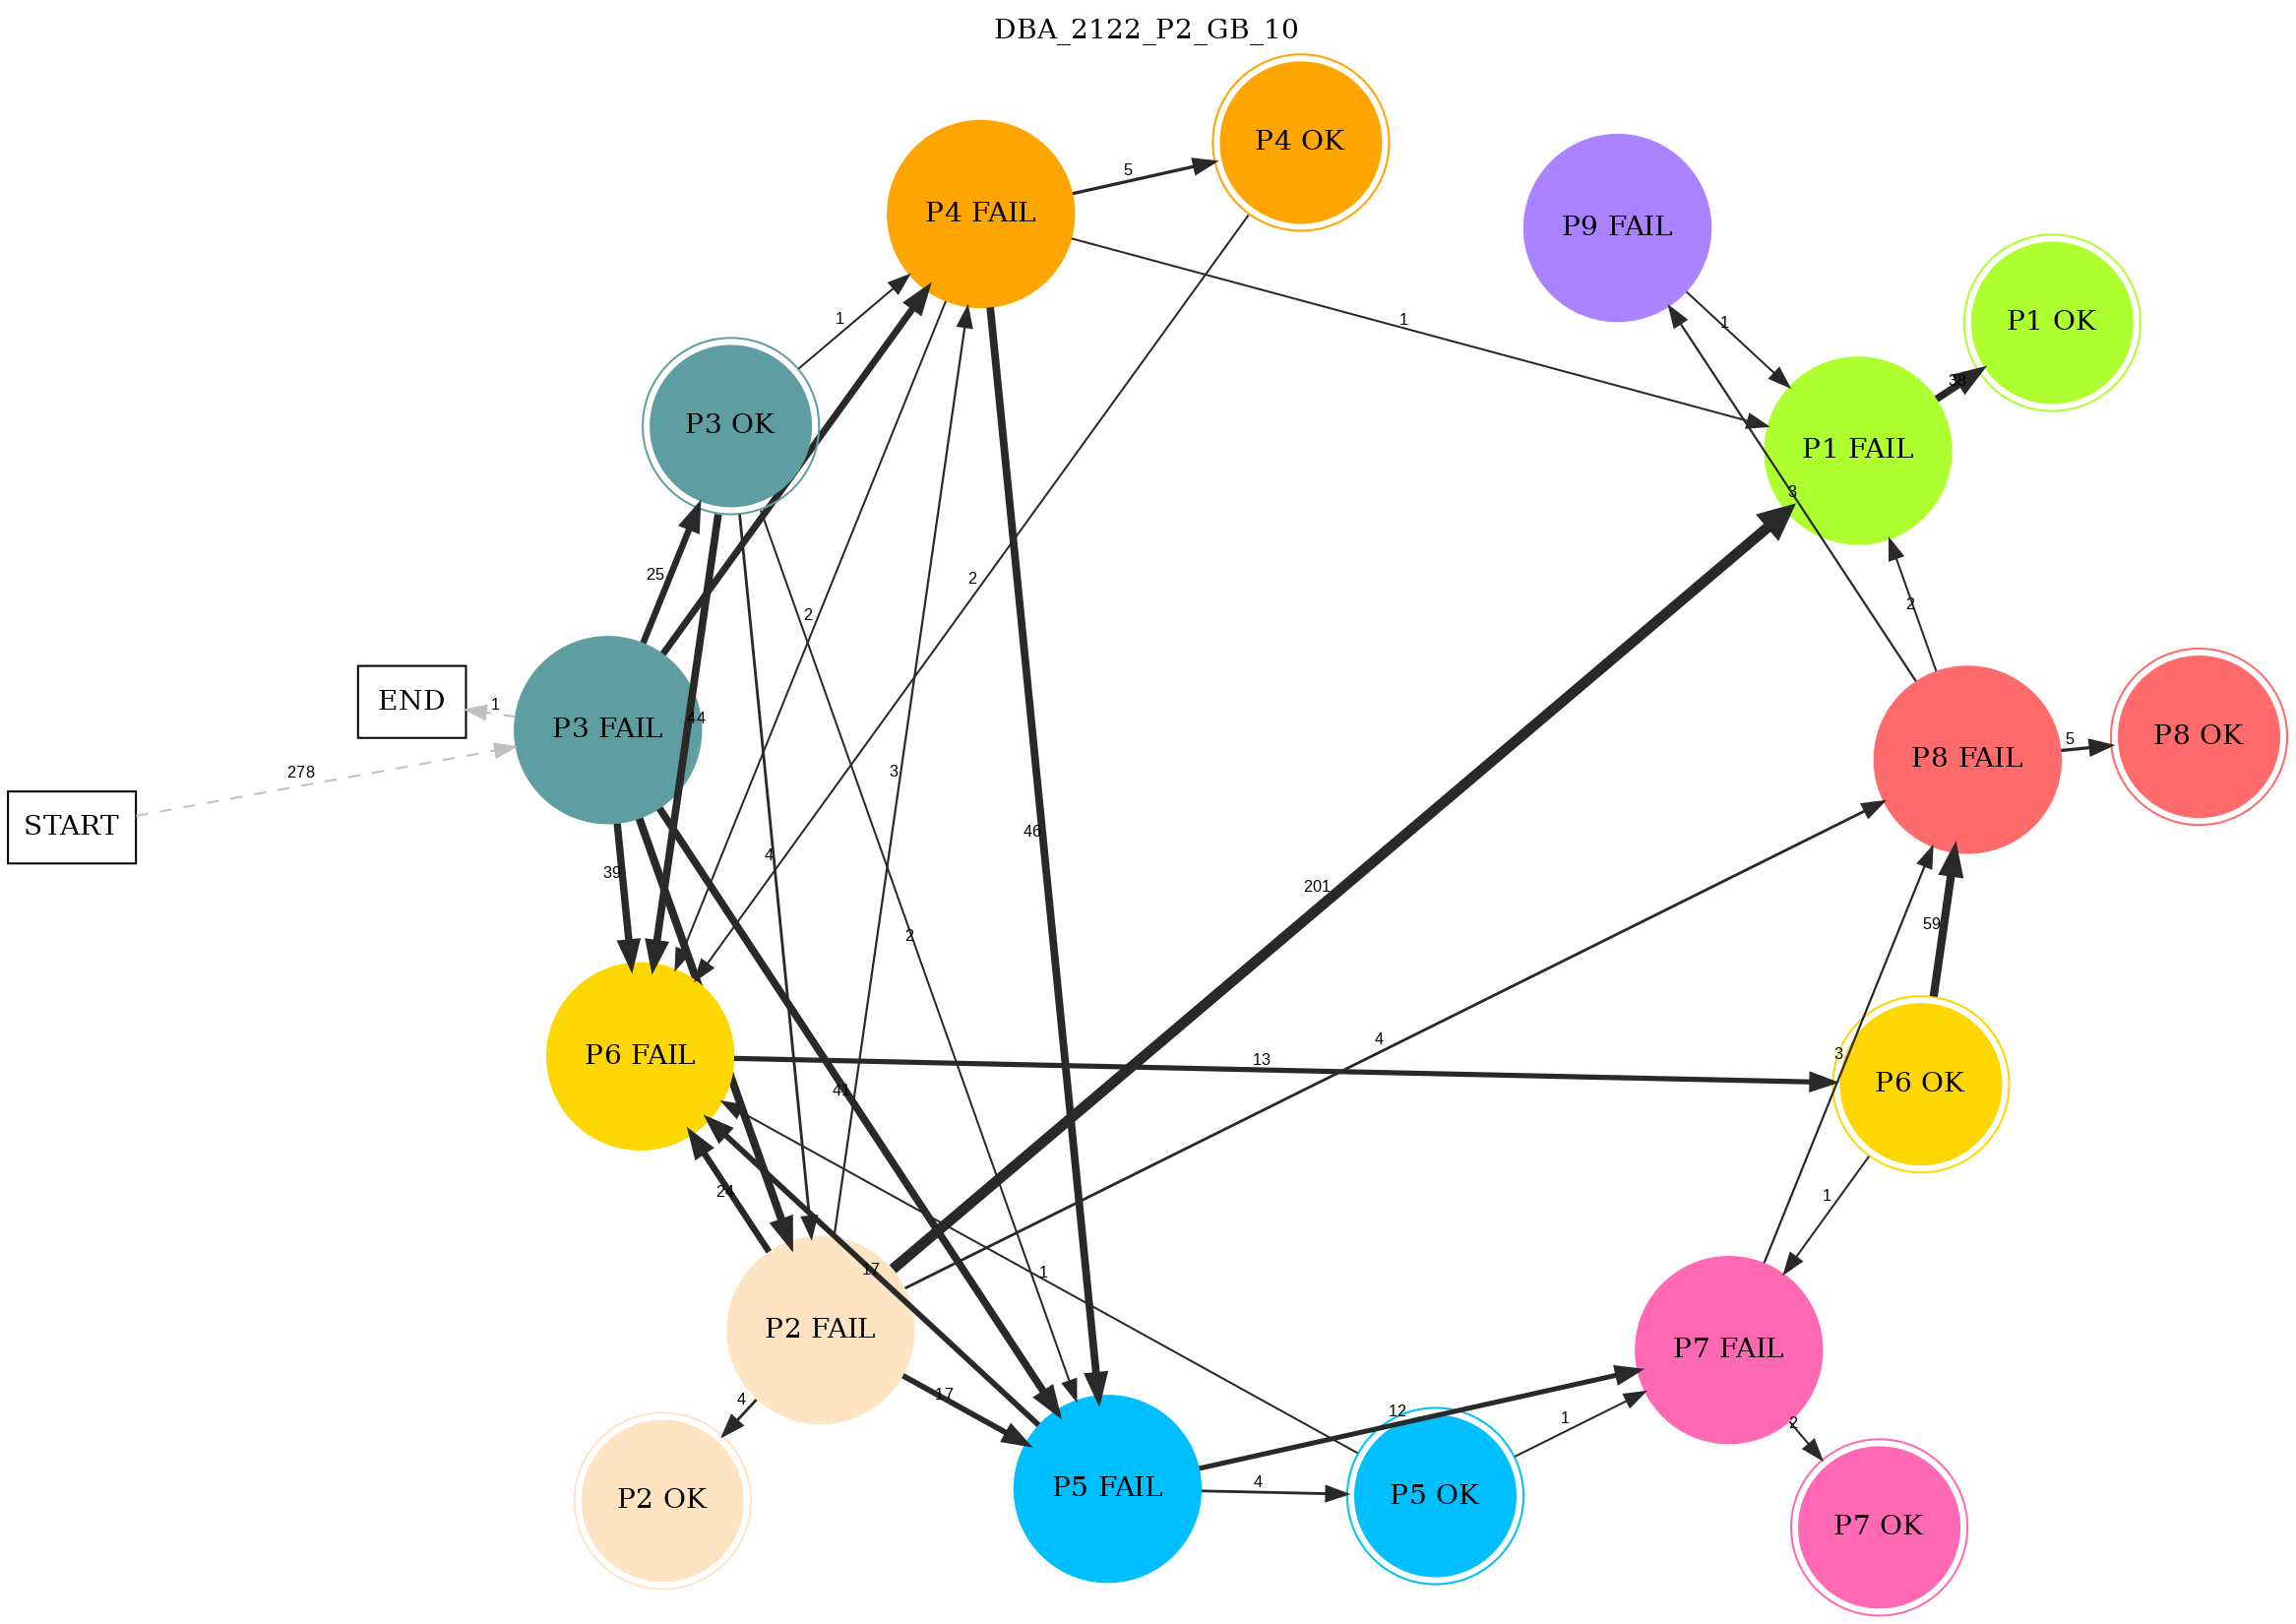 DBA_2122_P2_GB_10
P4 OK
5
P4 FAIL
P9 FAIL
P1 OK
1
1
1
38
P3 OK
P1 FAIL
3
25
2
2
2
END
1
44
P3 FAIL
P8 OK
5
P8 FAIL
278
3
START
46
4
39
201
59
2
4
P6 FAIL
13
3
P6 OK
41
24
1
17
1
P2 FAIL
P7 FAIL
4
17
12
1
2
P2 OK
P5 FAIL
4
P5 OK
P7 OK